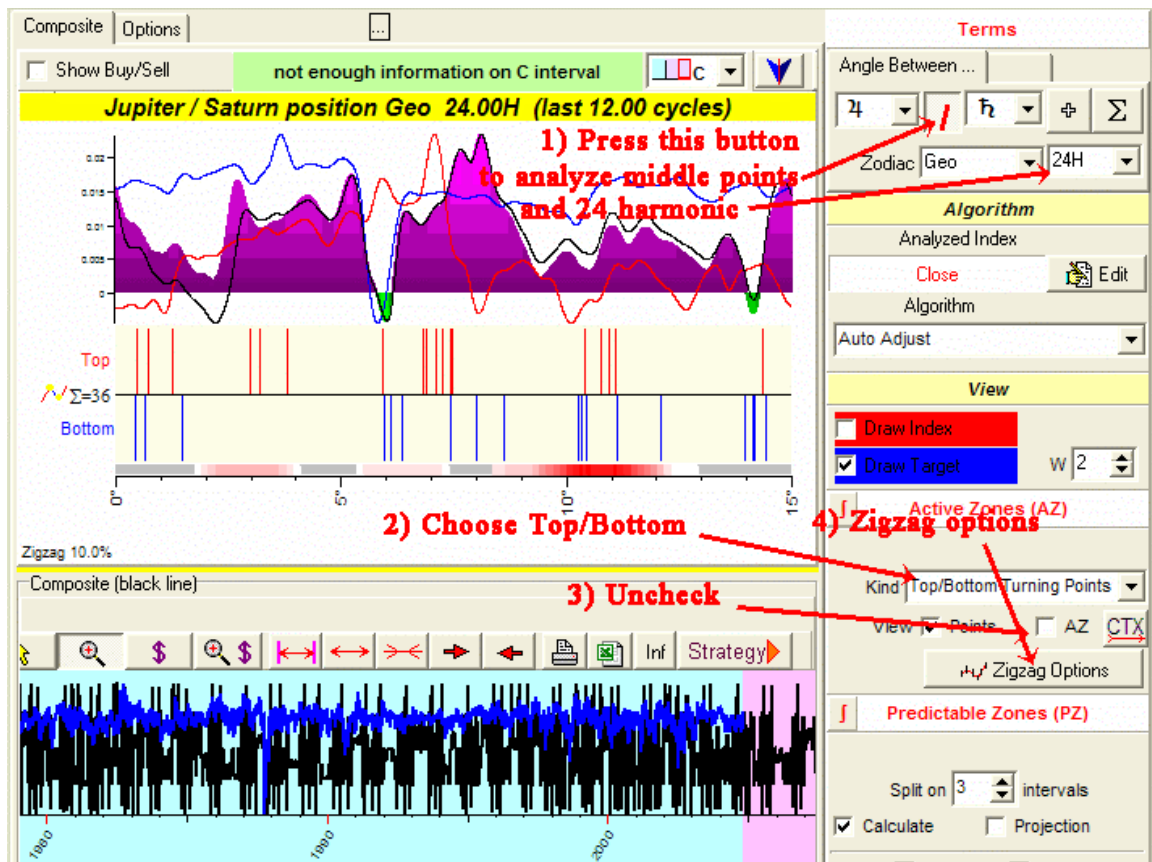 Composite
Options
...
Show Buy/Sell
not enough information on C interval
C
Jupiter / Saturn position Geo 24.00H (last 12.00 cycles)
0.02
0.015
0.01
0.025
0
Top
Σ=36
Bottom
0°
5°
10°
15°
Zigzag 10.0%
Composite (black line)
$
$
Inf
Strategy
1980
1990
2000
1) Press this button
to analyze middle points
and 24 harmonic
2) Choose Top/Bottom
3) Uncheck
4) Zigzag options
Terms
Angle Between ...
♃ / ♄ Σ
Zodiac Geo 24H
Algorithm
Analyzed Index
Close Edit
Algorithm
Auto Adjust
View
Draw Index
Draw Target W 2
∫ Active Zones (AZ)
Kind Top/Bottom Turning Points
View Points AZ CTX
Zigzag Options
∫ Predictable Zones (PZ)
Split on 3 intervals
Calculate Projection